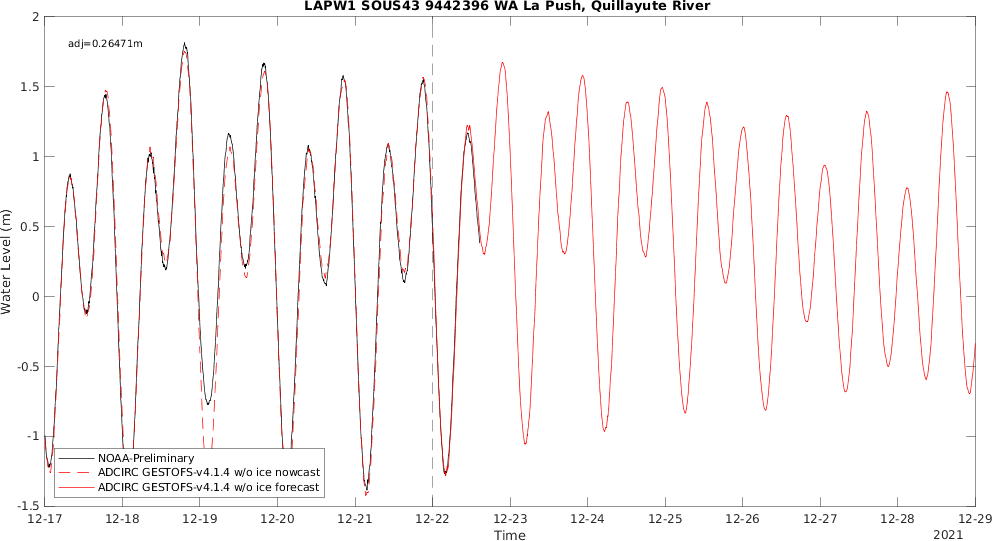 LAPW1 SOUS43 9442396 WA La Push, Quillayute River
adj=0.26471m
Water Level (m)
2
1.5
1
0.5
0
-0.5
-1
-1.5
NOAA-Preliminary
ADCIRC GESTOFS-v4.1.4 w/o ice nowcast
ADCIRC GESTOFS-v4.1.4 w/o ice forecast
12-17 12-18 12-19 12-20 12-21 12-22 12-23 12-24 12-25 12-26 12-27 12-28 12-29
Time
2021